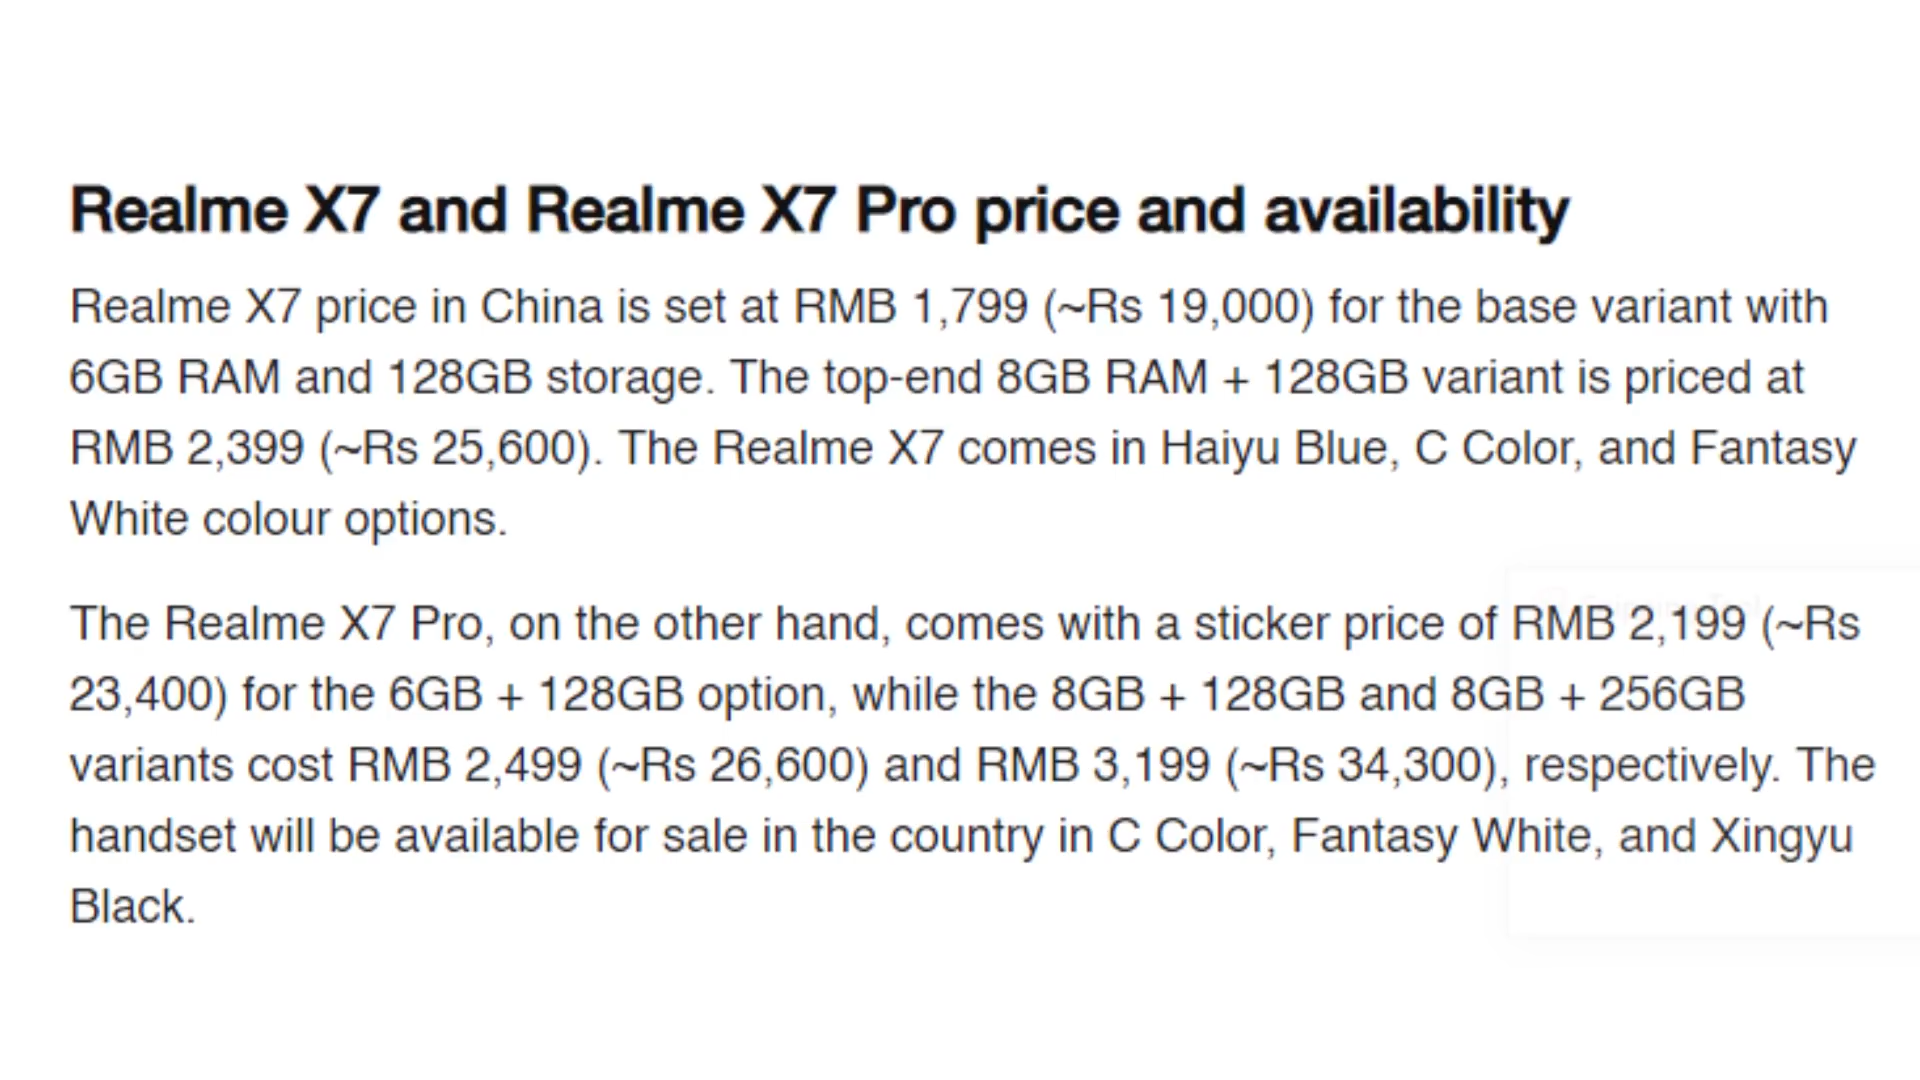 Realme X7 and Realme X7 Pro price and availability
Realme X7 price in China is set at RMB 1,799 (~Rs 19,000) for the base variant with
6GB RAM and 128GB storage. The top-end 8GB RAM + 128GB variant is priced at
RMB 2,399 (~Rs 25,600). The Realme X7 comes in Haiyu Blue, C Color, and Fantasy
White colour options.
The Realme X7 Pro, on the other hand, comes with a sticker price of RMB 2,199 (~Rs
23,400) for the 6GB + 128GB option, while the 8GB + 128GB and 8GB + 256GB
variants cost RMB 2,499 (~Rs 26,600) and RMB 3,199 (~Rs 34,300), respectively. The
handset will be available for sale in the country in C Color, Fantasy White, and Xingyu
Black.